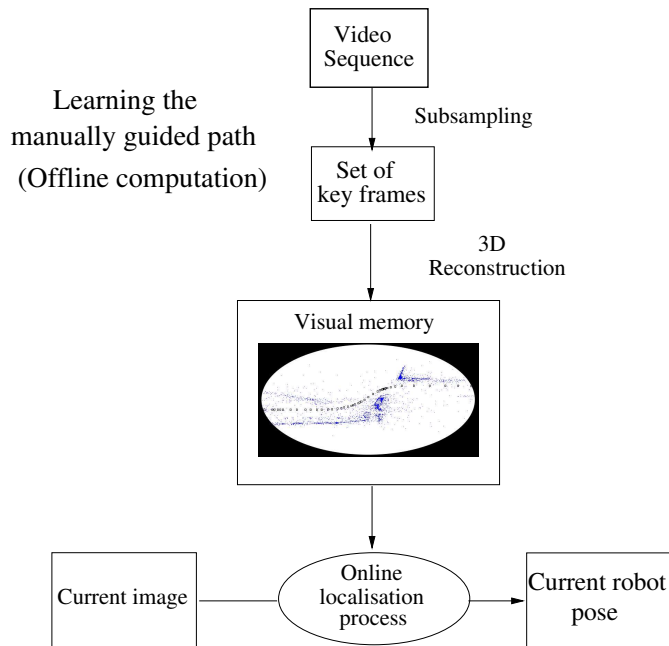 Video
Sequence
Learning the
manually guided path
(Offline computation)
Subsampling
Set of
key frames
3D
Reconstruction
Visual memory
Current image
Online
localisation
process
Current robot
pose